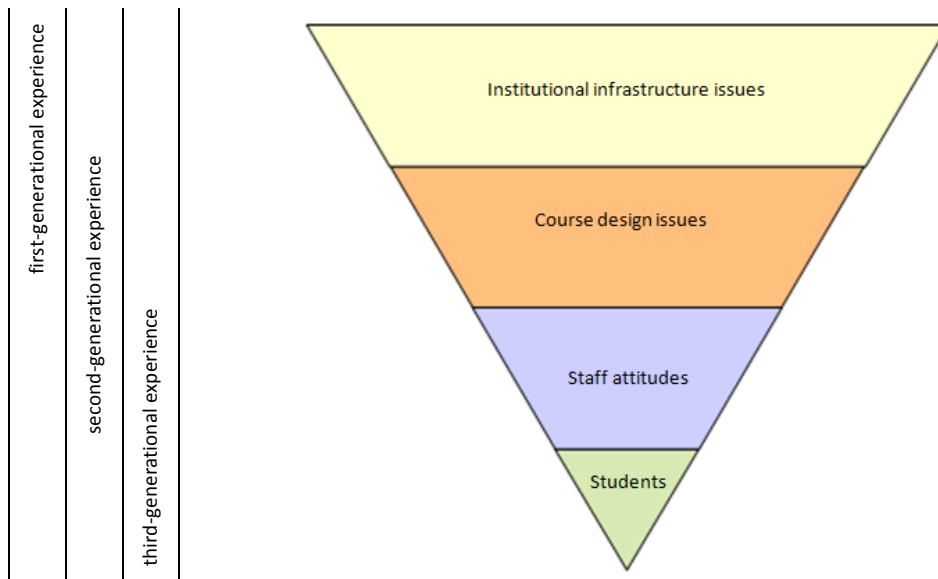 first-generational experience
second-generational experience
third-generational experience
Institutional infrastructure issues
Course design issues
Staff attitudes
Students